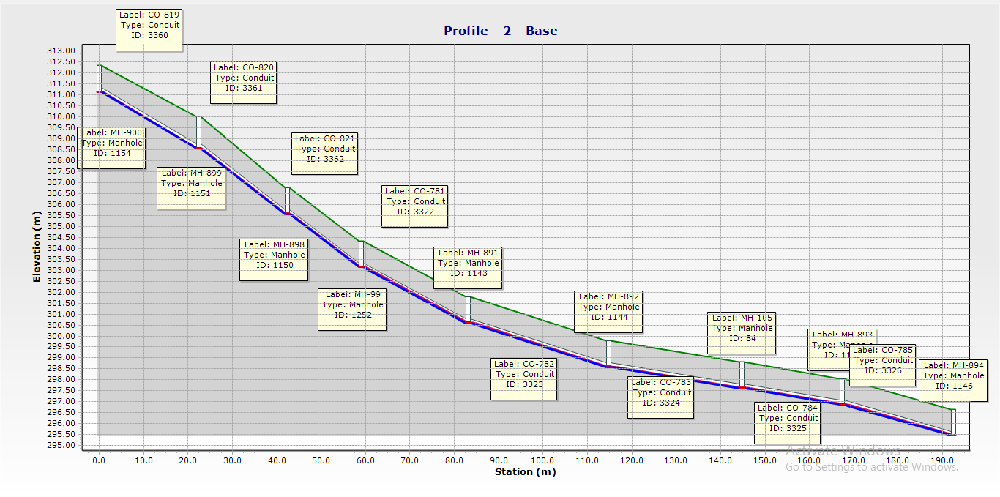 Profile - 2 - Base
Label: CO-819
Type: Conduit
ID: 3360
Label: CO-820
Type: Conduit
ID: 3361
Label: MH-900
Type: Manhole
ID: 1154
Label: CO-821
Type: Conduit
ID: 3362
Label: MH-899
Type: Manhole
ID: 1151
Label: CO-781
Type: Conduit
ID: 3322
Label: MH-898
Type: Manhole
ID: 1150
Label: MH-891
Type: Manhole
ID: 1143
Label: MH-99
Type: Manhole
ID: 1252
Label: MH-892
Type: Manhole
ID: 1144
Label: MH-105
Type: Manhole
ID: 84
Label: MH-893
Type:
ID:
Label: CO-785
Type: Conduit
ID: 3326
Label: MH-894
Type: Manhole
ID: 1146
Label: CO-782
Type: Conduit
ID: 3323
Label: CO-783
Type: Conduit
ID: 3324
Label: CO-784
Type: Conduit
ID: 3325
Elevation (m)
313.00
312.50
312.00
311.50
311.00
310.50
310.00
309.50
309.00
308.50
308.00
307.50
307.00
306.50
306.00
305.50
305.00
304.50
304.00
303.50
303.00
302.50
302.00
301.50
301.00
300.50
300.00
299.50
299.00
298.50
298.00
297.50
297.00
296.50
296.00
295.50
295.00
0.0 10.0 20.0 30.0 40.0 50.0 60.0 70.0 80.0 90.0 100.0 110.0 120.0 130.0 140.0 150.0 160.0 170.0 180.0 190.0
Station (m)
Activate Windows
Go to Settings to activate Windows.